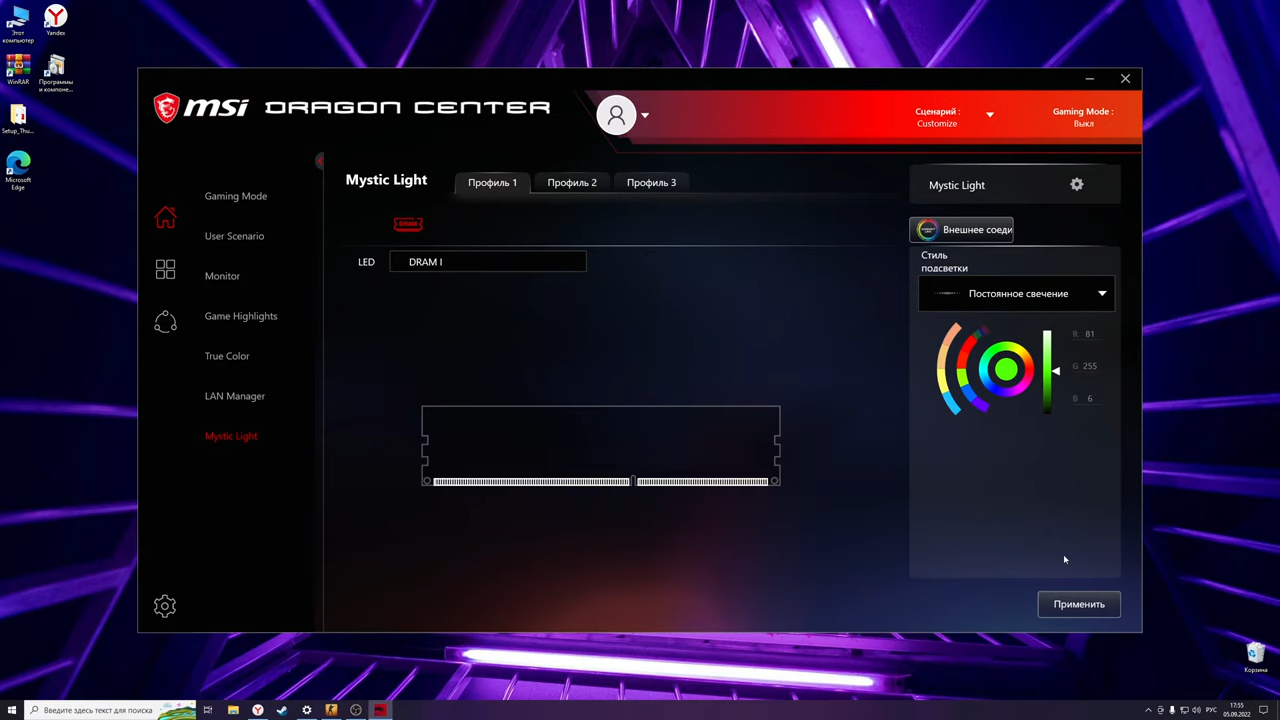 Этот
компьютер
Yandex
WinRAR
Программы
и компоне...
Setup_Thu...
Microsoft
Edge
msi DRAGON CENTER
Сценарий :
Customize
Gaming Mode :
Выкл
Gaming Mode
User Scenario
Monitor
Game Highlights
True Color
LAN Manager
Mystic Light
Mystic Light
Профиль 1
Профиль 2
Профиль 3
DRAM
LED
DRAM I
Mystic Light
Внешнее соеди
Стиль
подсветки
Постоянное свечение
R 81
G 255
B 6
Применить
Корзина
Введите здесь текст для поиска
РУС
17:55
05.09.2022